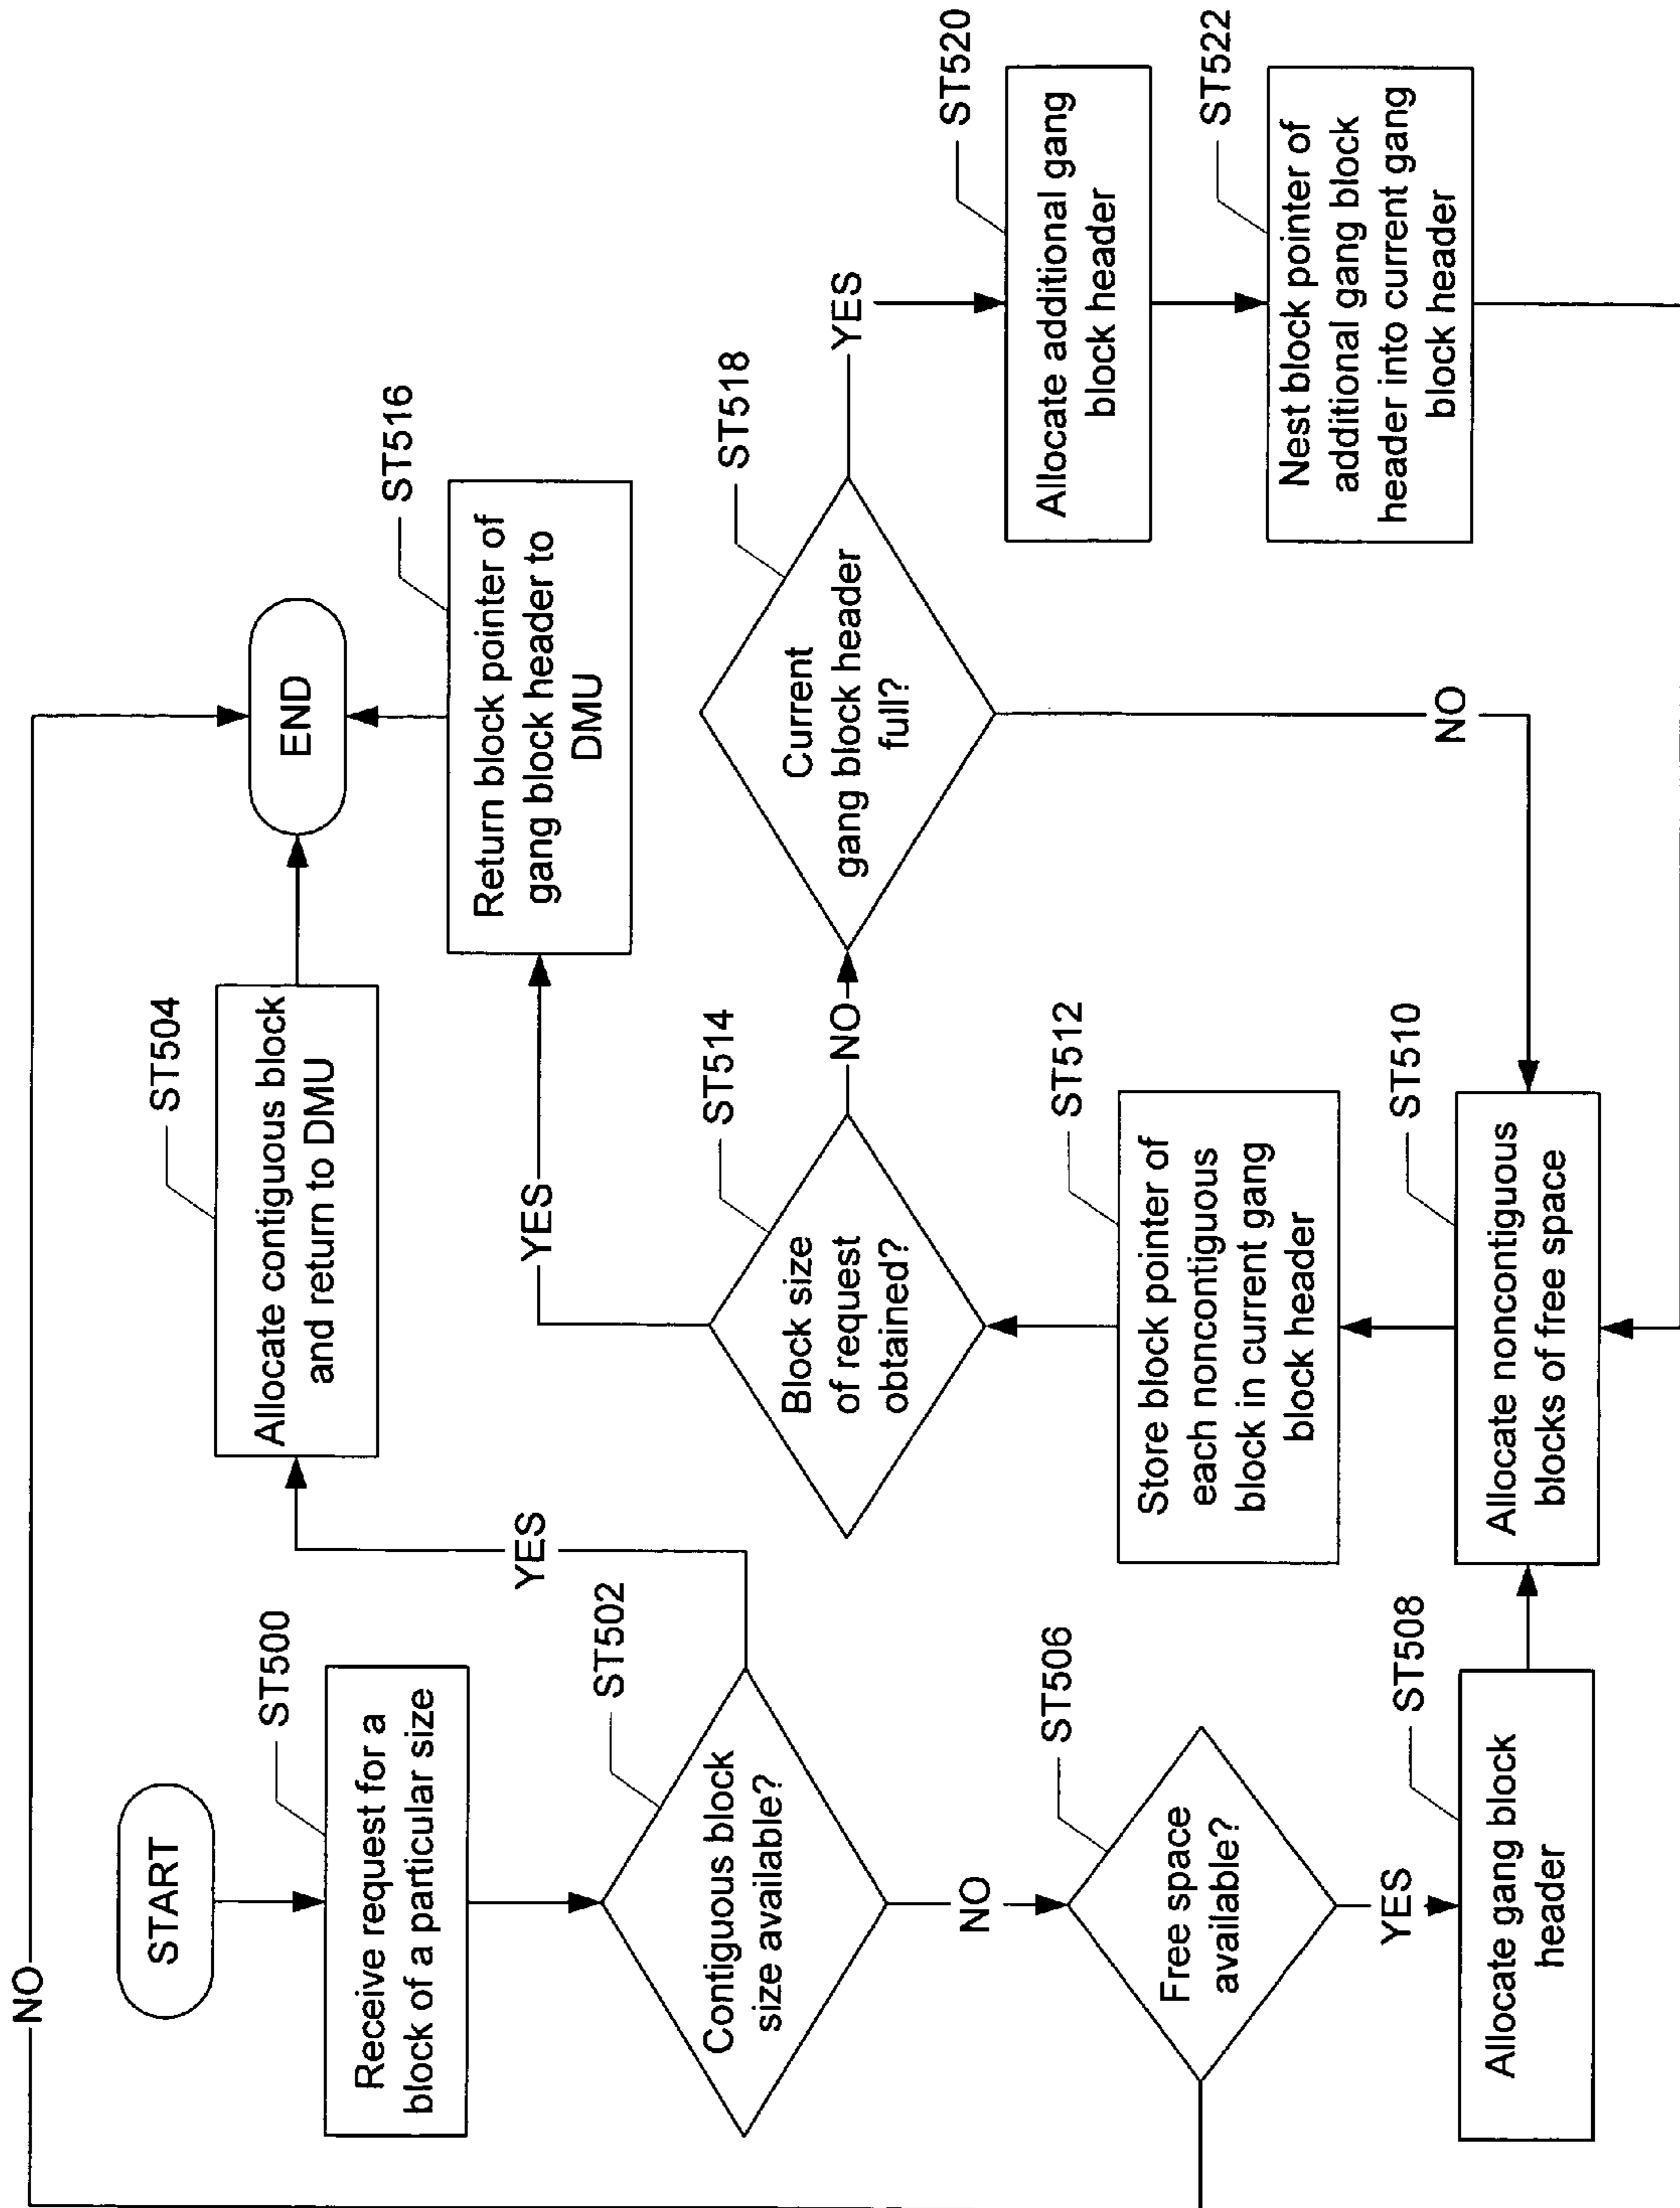 START
ST500
Receive request for a
block of a particular size
ST502
Contiguous block
size available?
YES
ST504
Allocate contiguous block
and return to DMU
END
NO
NO
ST506
Free space
available?
YES
ST508
Allocate gang block
header
ST510
Allocate noncontiguous
blocks of free space
ST512
Store block pointer of
each noncontiguous
block in current gang
block header
ST514
Block size
of request
obtained?
YES
ST516
Return block pointer of
gang block header to
DMU
NO
ST518
Current
gang block header
full?
NO
YES
ST520
Allocate additional gang
block header
ST522
Nest block pointer of
additional gang block
header into current gang
block header